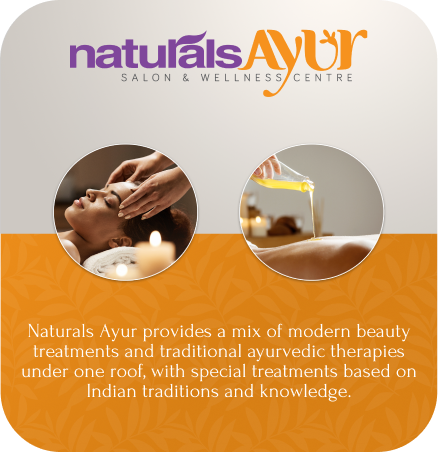 naturals Ayur
SALON & WELLNESS CENTRE
Naturals Ayur provides a mix of modern beauty
treatments and traditional ayurvedic therapies
under one roof, with special treatments based on
Indian traditions and knowledge.